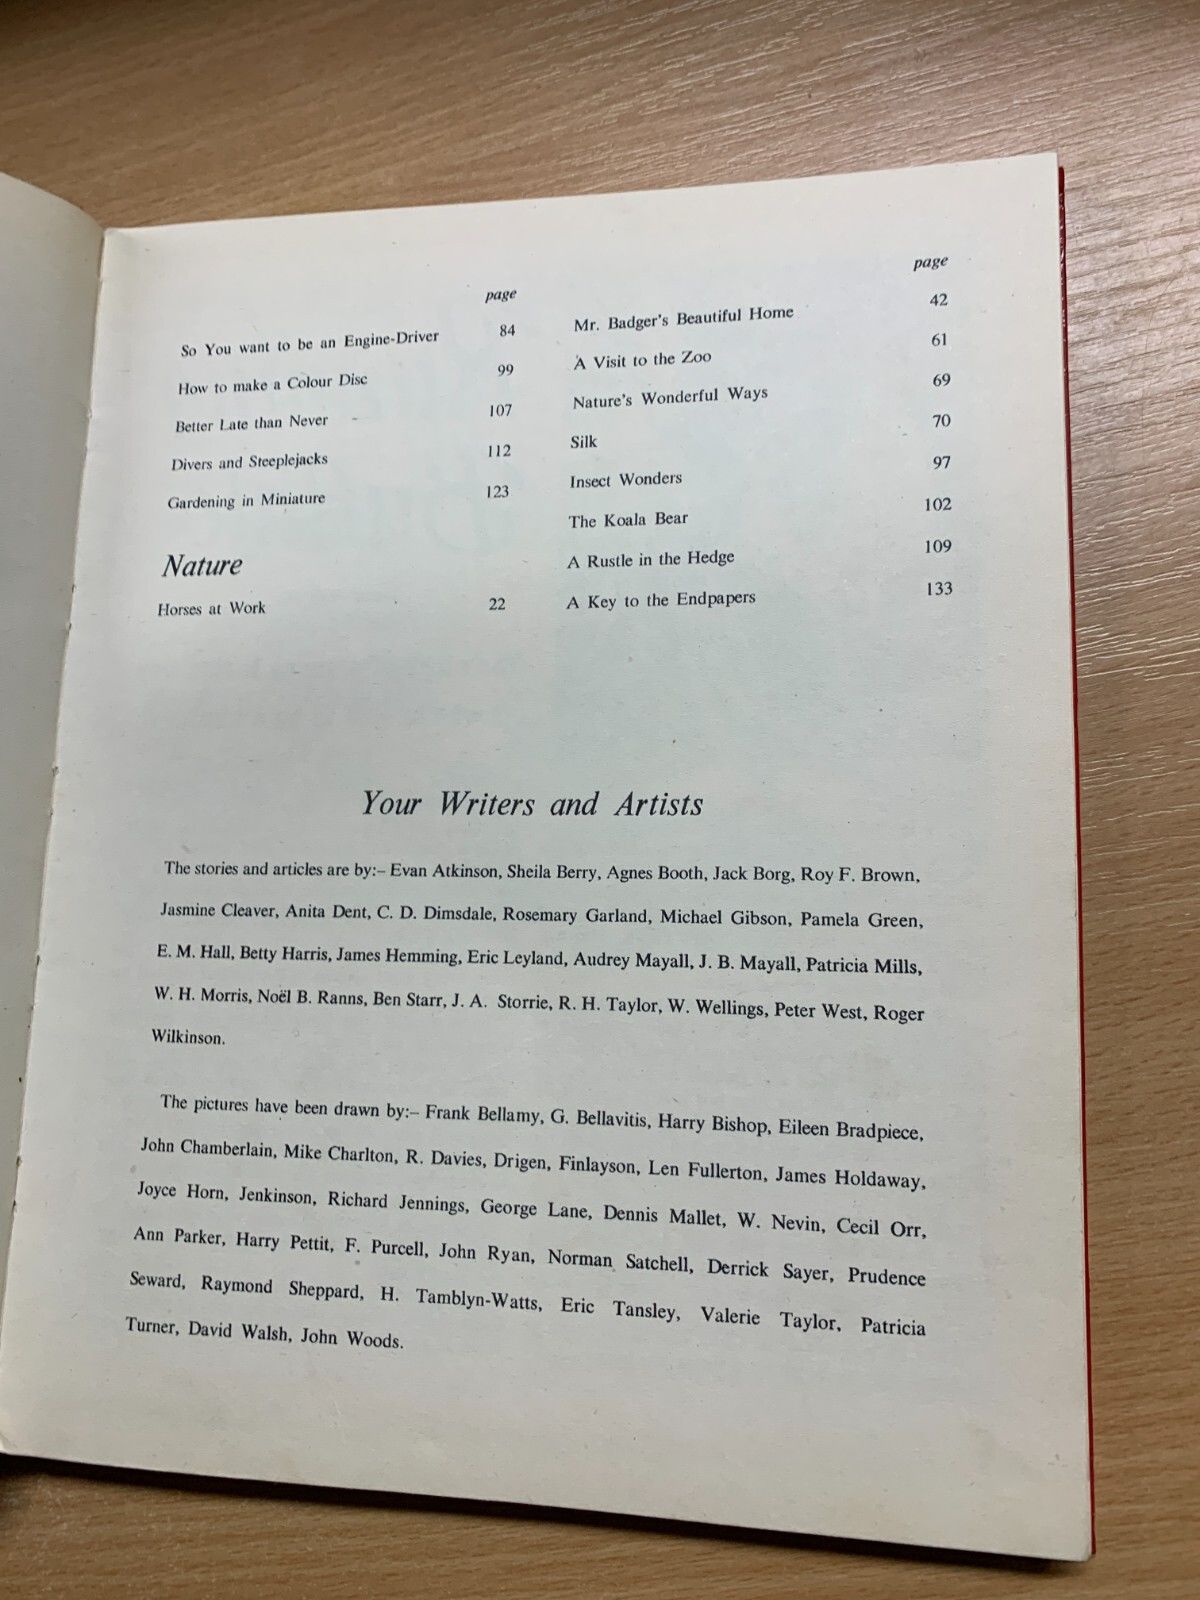 page
So You want to be an Engine-Driver 84
How to make a Colour Disc 99
Better Late than Never 107
Divers and Steeplejacks 112
Gardening in Miniature 123
Nature
Horses at Work 22
page
Mr. Badger's Beautiful Home 42
A Visit to the Zoo 61
Nature's Wonderful Ways 69
Silk 70
Insect Wonders 97
The Koala Bear 102
A Rustle in the Hedge 109
A Key to the Endpapers 133
Your Writers and Artists
The stories and articles are by:– Evan Atkinson, Sheila Berry, Agnes Booth, Jack Borg, Roy F. Brown,
Jasmine Cleaver, Anita Dent, C. D. Dimsdale, Rosemary Garland, Michael Gibson, Pamela Green,
E. M. Hall, Betty Harris, James Hemming, Eric Leyland, Audrey Mayall, J. B. Mayall, Patricia Mills,
W. H. Morris, Noël B. Ranns, Ben Starr, J. A. Storrie, R. H. Taylor, W. Wellings, Peter West, Roger
Wilkinson.
The pictures have been drawn by:– Frank Bellamy, G. Bellavitis, Harry Bishop, Eileen Bradpiece,
John Chamberlain, Mike Charlton, R. Davies, Drigen, Finlayson, Len Fullerton, James Holdaway,
Joyce Horn, Jenkinson, Richard Jennings, George Lane, Dennis Mallet, W. Nevin, Cecil Orr,
Ann Parker, Harry Pettit, F. Purcell, John Ryan, Norman Satchell, Derrick Sayer, Prudence
Seward, Raymond Sheppard, H. Tamblyn-Watts, Eric Tansley, Valerie Taylor, Patricia
Turner, David Walsh, John Woods.